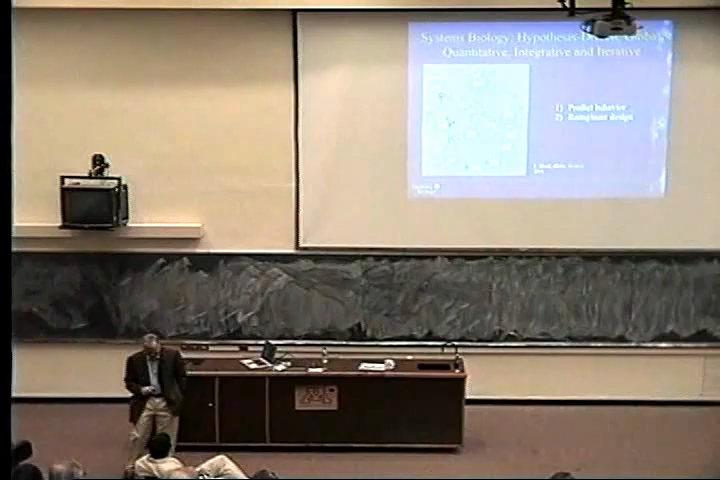 Systems Biology: Hypothesis-Driven, Global,
Quantitative, Integrative and Iterative
1) Predict behavior
2) Reengineer design